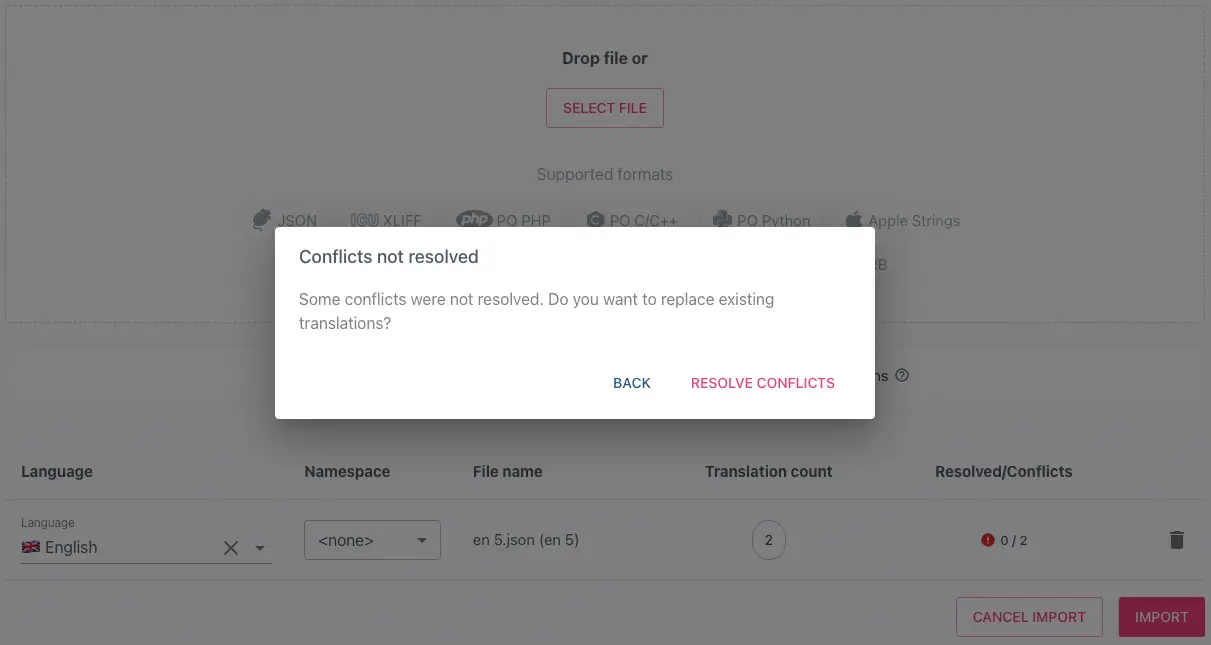 Drop file or
SELECT FILE
Supported formats
JSON ICU XLIFF php PO PHP C PO C/C++ PO Python Apple Strings
Conflicts not resolved
Some conflicts were not resolved. Do you want to replace existing
translations?
BACK RESOLVE CONFLICTS
Language Namespace File name Translation count Resolved/Conflicts
Language
English <none> en 5.json (en 5) 2 0 / 2
CANCEL IMPORT IMPORT